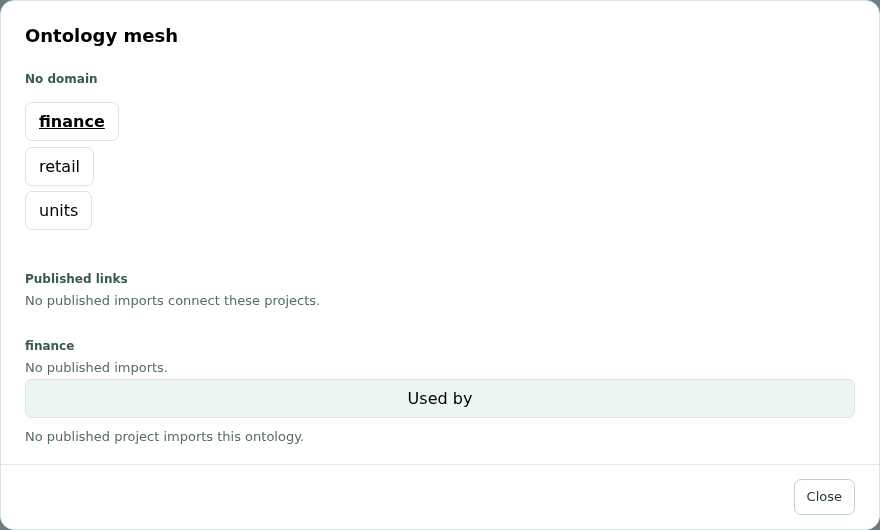 Ontology mesh
No domain
finance
retail
units
Published links
No published imports connect these projects.
finance
No published imports.
Used by
No published project imports this ontology.
Close